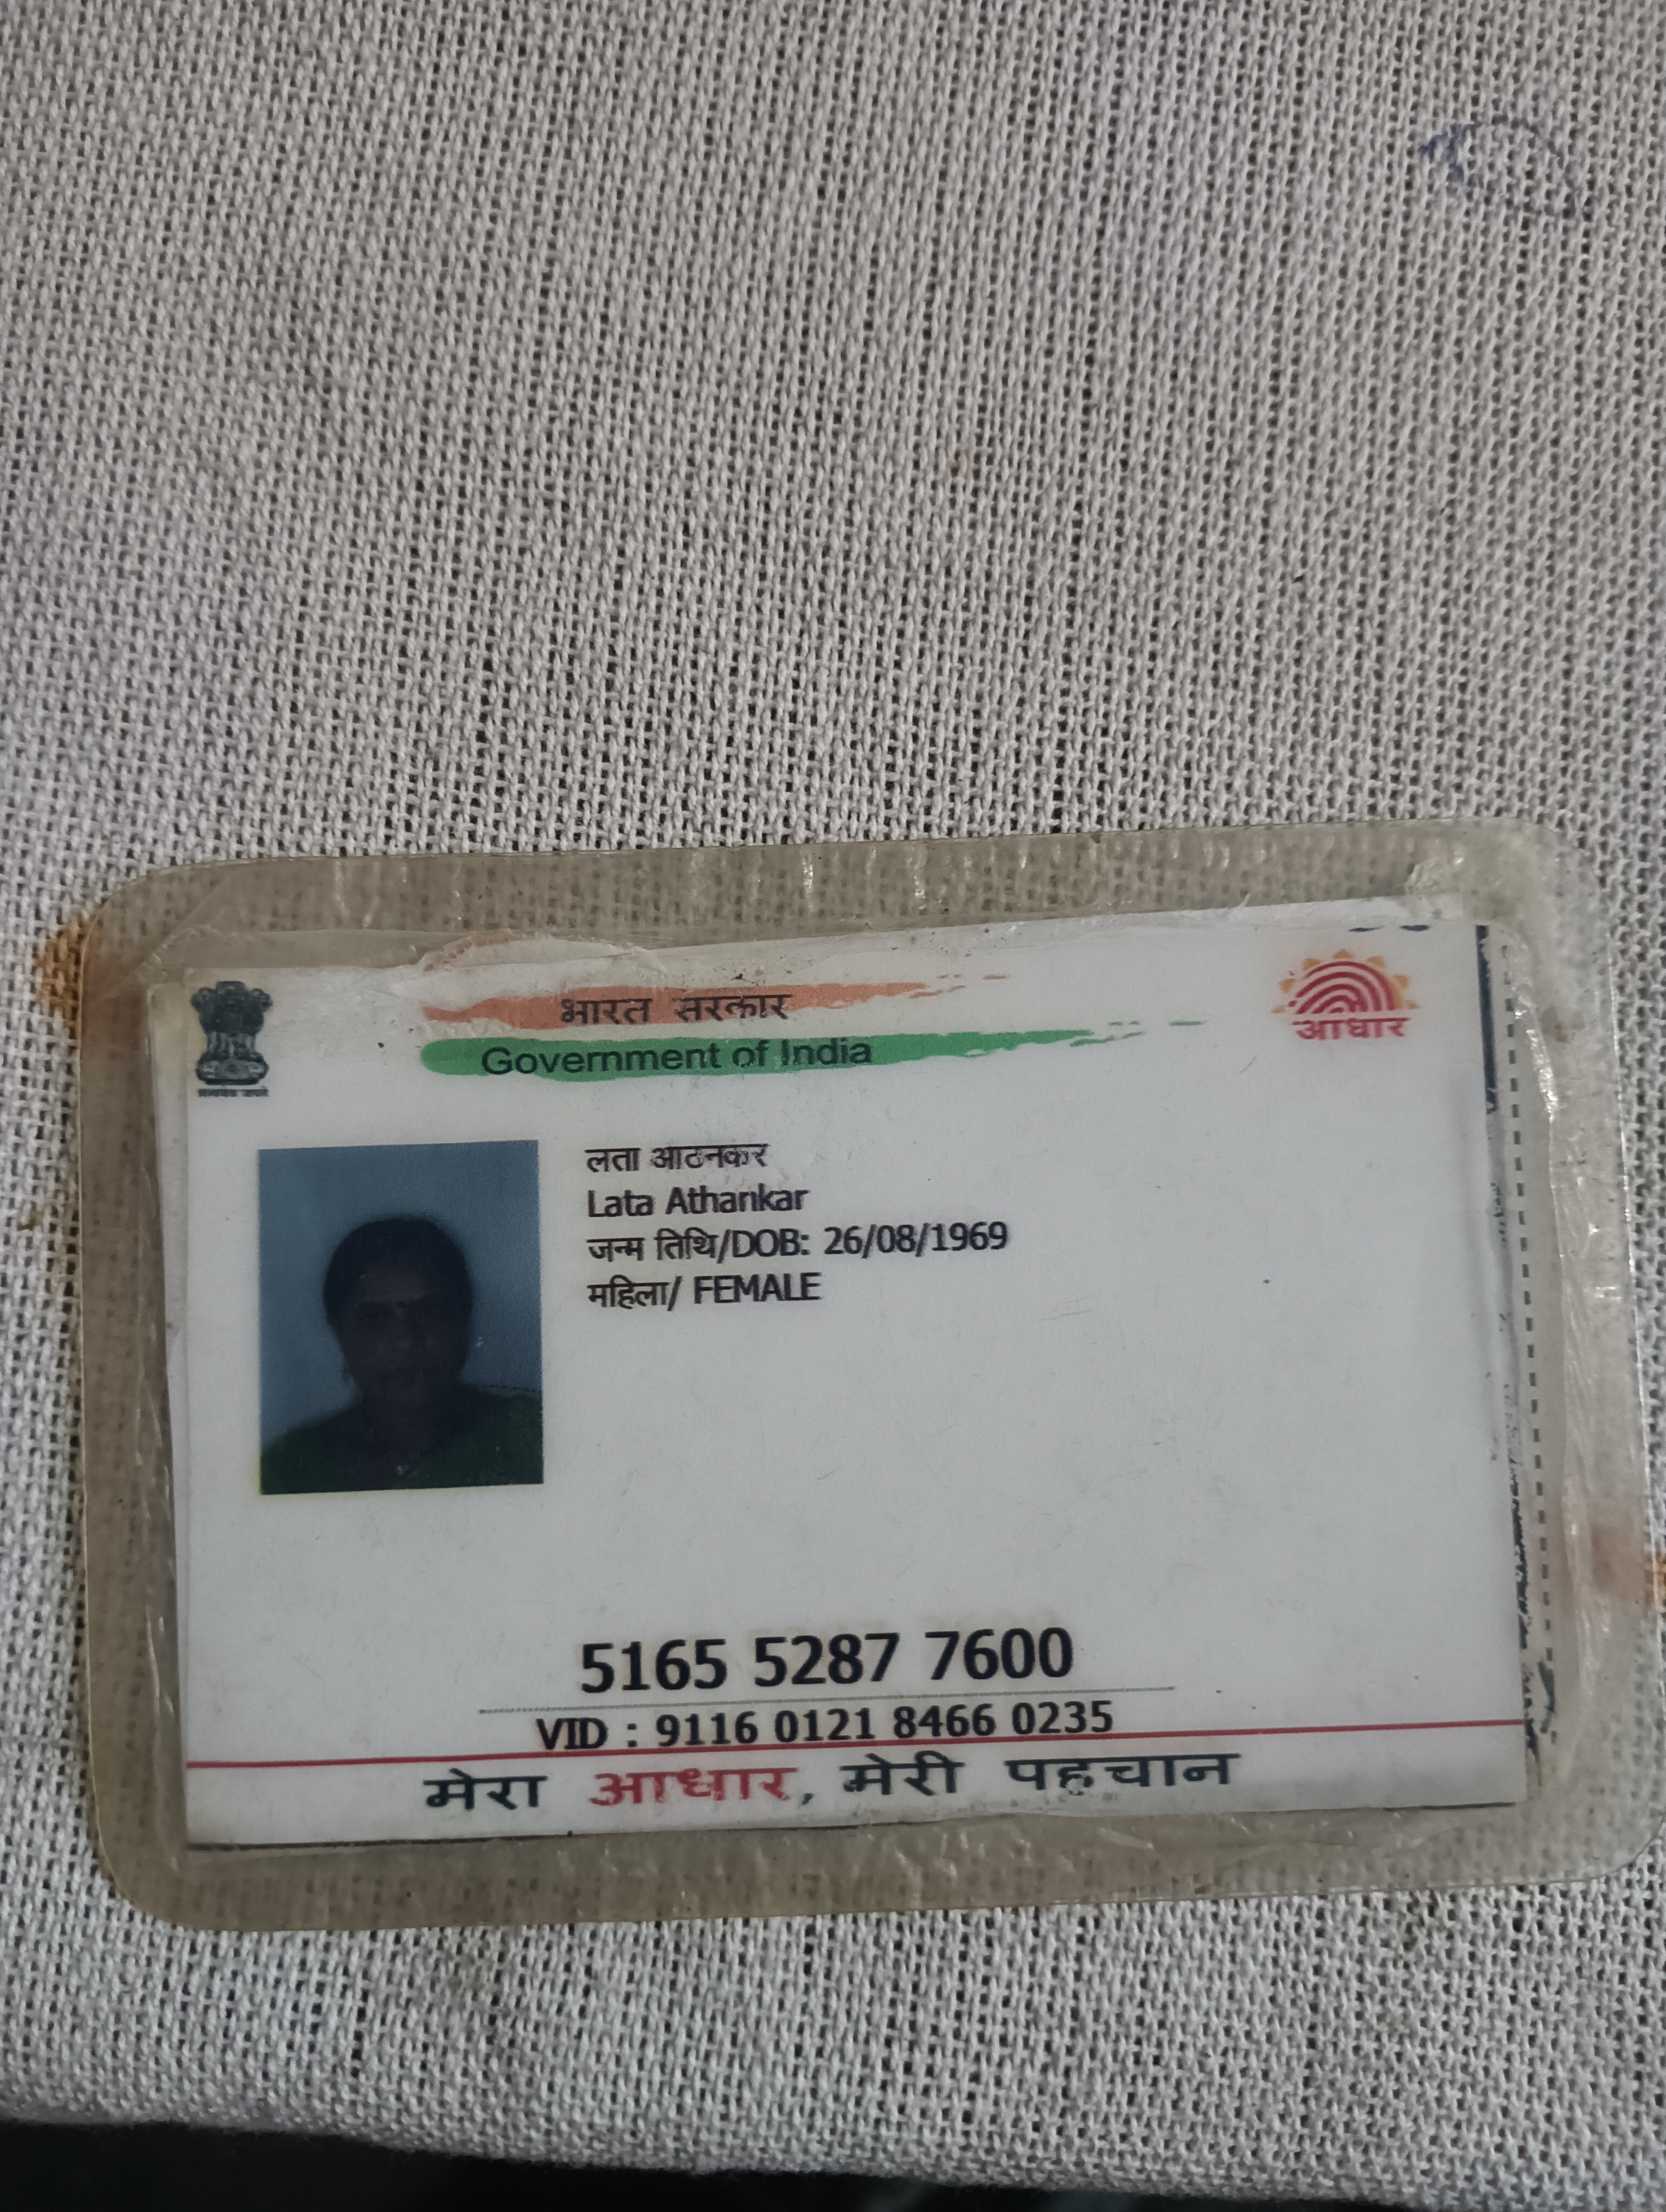 भारत सरकार
Government of India
आधार
लता आठनकर
Lata Athankar
जन्म तिथि/DOB: 26/08/1969
महिला/ FEMALE
5165 5287 7600
VID : 9116 0121 8466 0235
मेरा आधार, मेरी पहचान